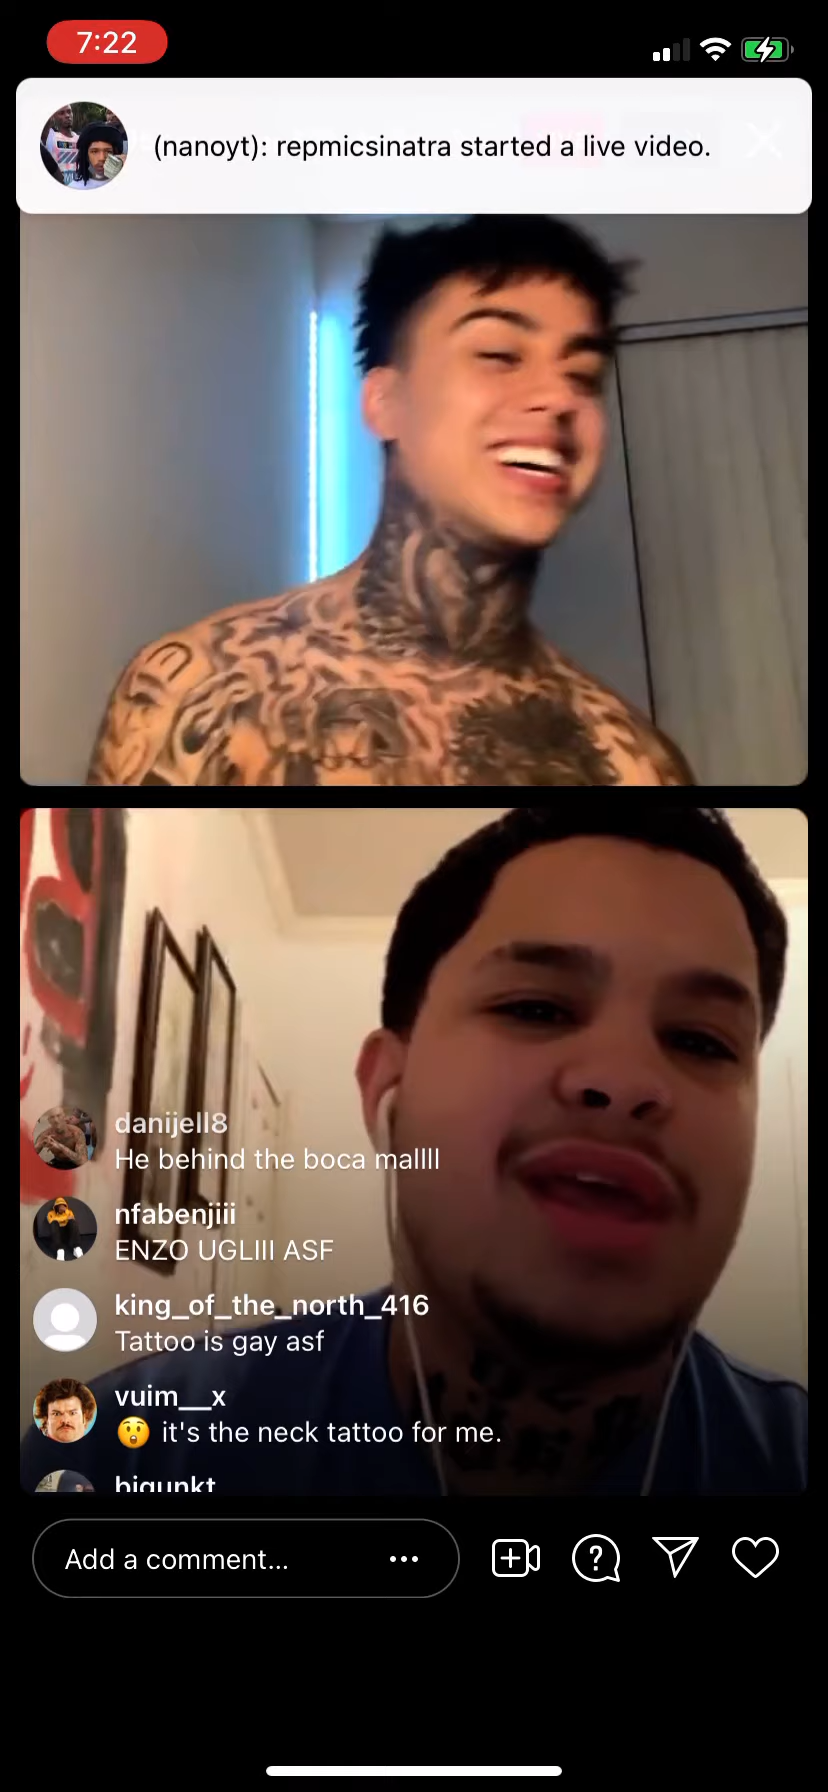 7:22
(nanoyt): repmicsinatra started a live video.
danijell8
He behind the boca mallll
nfabenjiii
ENZO UGLIII ASF
king_of_the_north_416
Tattoo is gay asf
vuim__x
😲 it's the neck tattoo for me.
bigunkt
Add a comment...